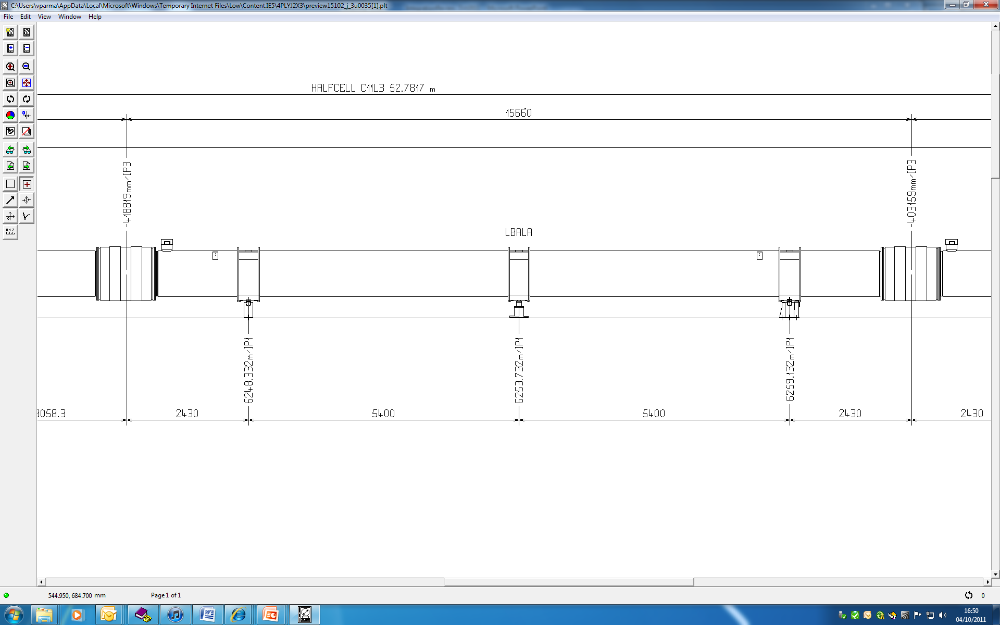 C:\Users\vparma\AppData\Local\Microsoft\Windows\Temporary Internet Files\Low\Content.IE5\4PLYJ2X3\preview15102_j_3u0035[1].plt
File Edit View Window Help
HALFCELL C11L3 52.7817 m
15660
-418819mm/IP3
-403159mm/IP3
LBALA
6248.332m/IP1
6253.732m/IP1
6259.132m/IP1
3058.3 2430 5400 5400 2430 2430
544.950, 684.700 mm Page 1 of 1 0
16:50
04/10/2011